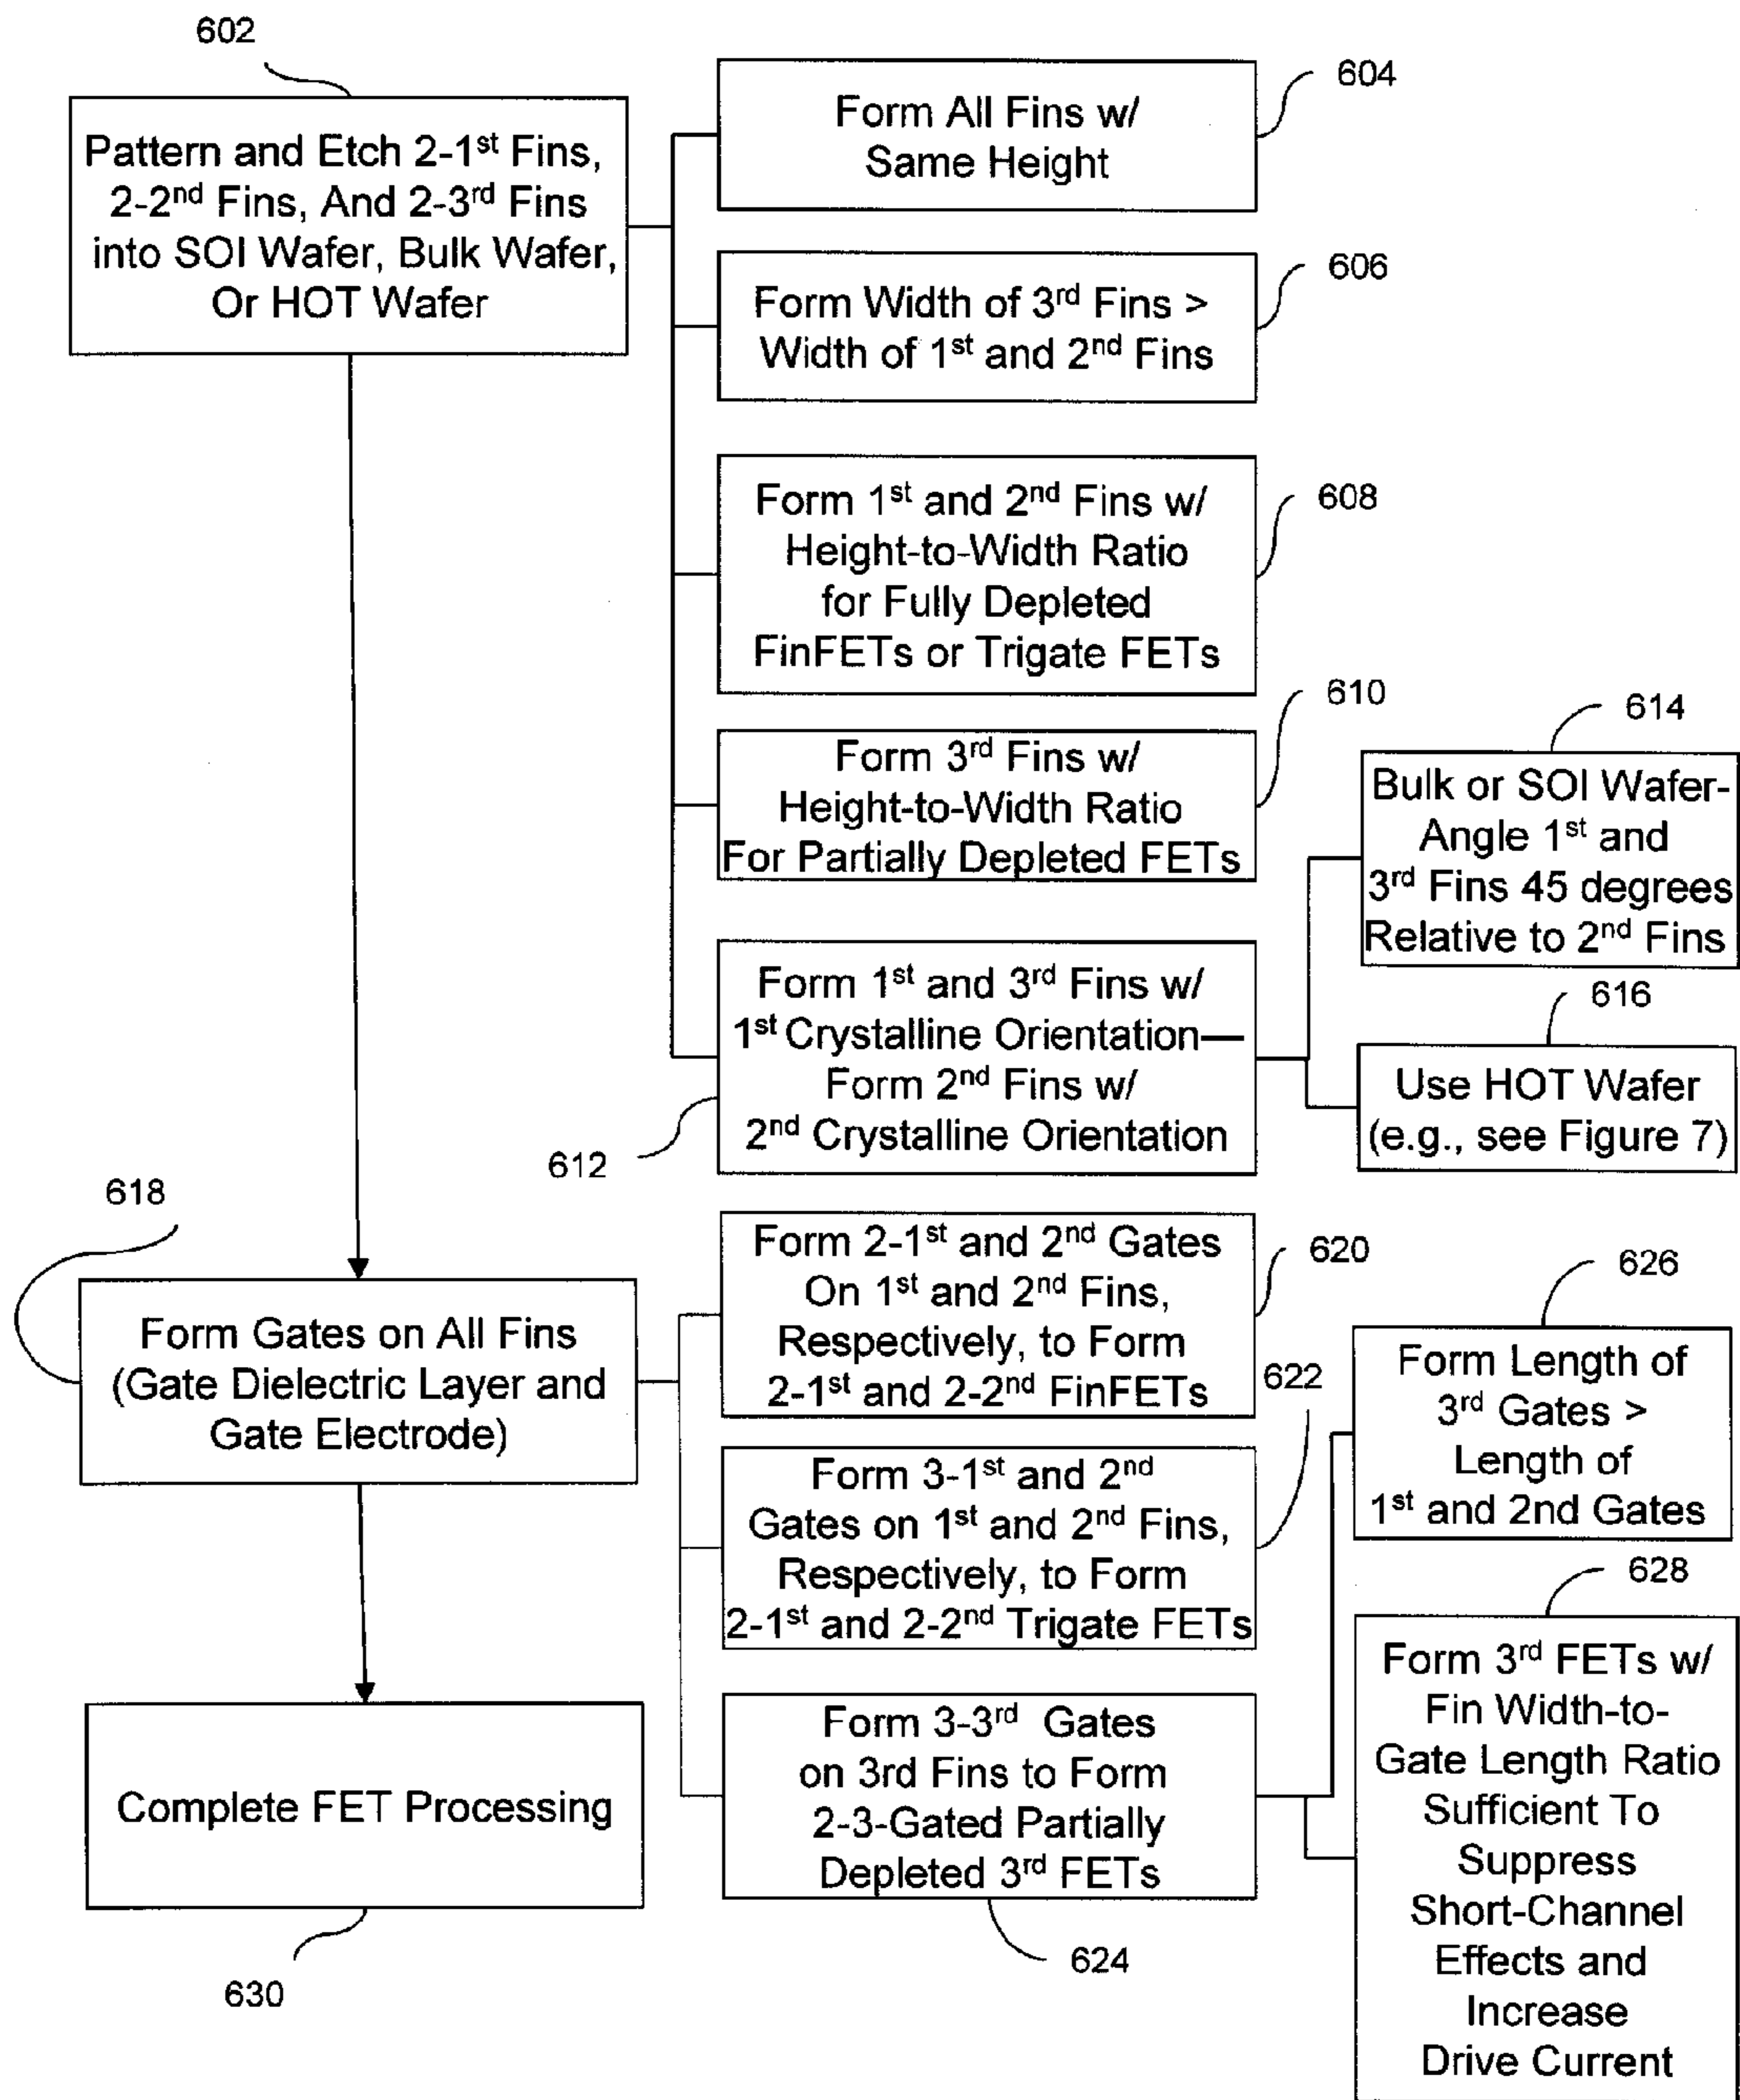 602
Pattern and Etch 2-1st Fins,
2-2nd Fins, And 2-3rd Fins
into SOI Wafer, Bulk Wafer,
Or HOT Wafer
604
Form All Fins w/
Same Height
606
Form Width of 3rd Fins >
Width of 1st and 2nd Fins
608
Form 1st and 2nd Fins w/
Height-to-Width Ratio
for Fully Depleted
FinFETs or Trigate FETs
610
Form 3rd Fins w/
Height-to-Width Ratio
For Partially Depleted FETs
612
Form 1st and 3rd Fins w/
1st Crystalline Orientation—
Form 2nd Fins w/
2nd Crystalline Orientation
614
Bulk or SOI Wafer-
Angle 1st and
3rd Fins 45 degrees
Relative to 2nd Fins
616
Use HOT Wafer
(e.g., see Figure 7)
618
Form Gates on All Fins
(Gate Dielectric Layer and
Gate Electrode)
620
Form 2-1st and 2nd Gates
On 1st and 2nd Fins,
Respectively, to Form
2-1st and 2-2nd FinFETs
622
Form 3-1st and 2nd
Gates on 1st and 2nd Fins,
Respectively, to Form
2-1st and 2-2nd Trigate FETs
624
Form 3-3rd Gates
on 3rd Fins to Form
2-3-Gated Partially
Depleted 3rd FETs
626
Form Length of
3rd Gates >
Length of
1st and 2nd Gates
628
Form 3rd FETs w/
Fin Width-to-
Gate Length Ratio
Sufficient To
Suppress
Short-Channel
Effects and
Increase
Drive Current
Complete FET Processing
630